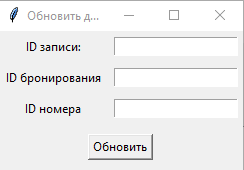 Обновить д...
ID записи:
ID бронирования
ID номера
Обновить